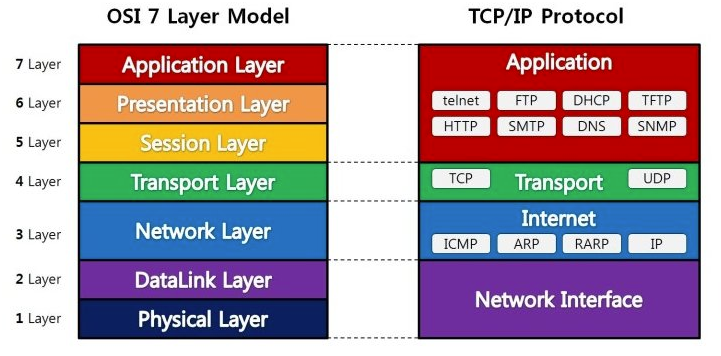 OSI 7 Layer Model
TCP/IP Protocol
7 Layer
Application Layer
6 Layer
Presentation Layer
5 Layer
Session Layer
4 Layer
Transport Layer
3 Layer
Network Layer
2 Layer
DataLink Layer
1 Layer
Physical Layer
Application
telnet FTP DHCP TFTP
HTTP SMTP DNS SNMP
TCP Transport UDP
Internet
ICMP ARP RARP IP
Network Interface